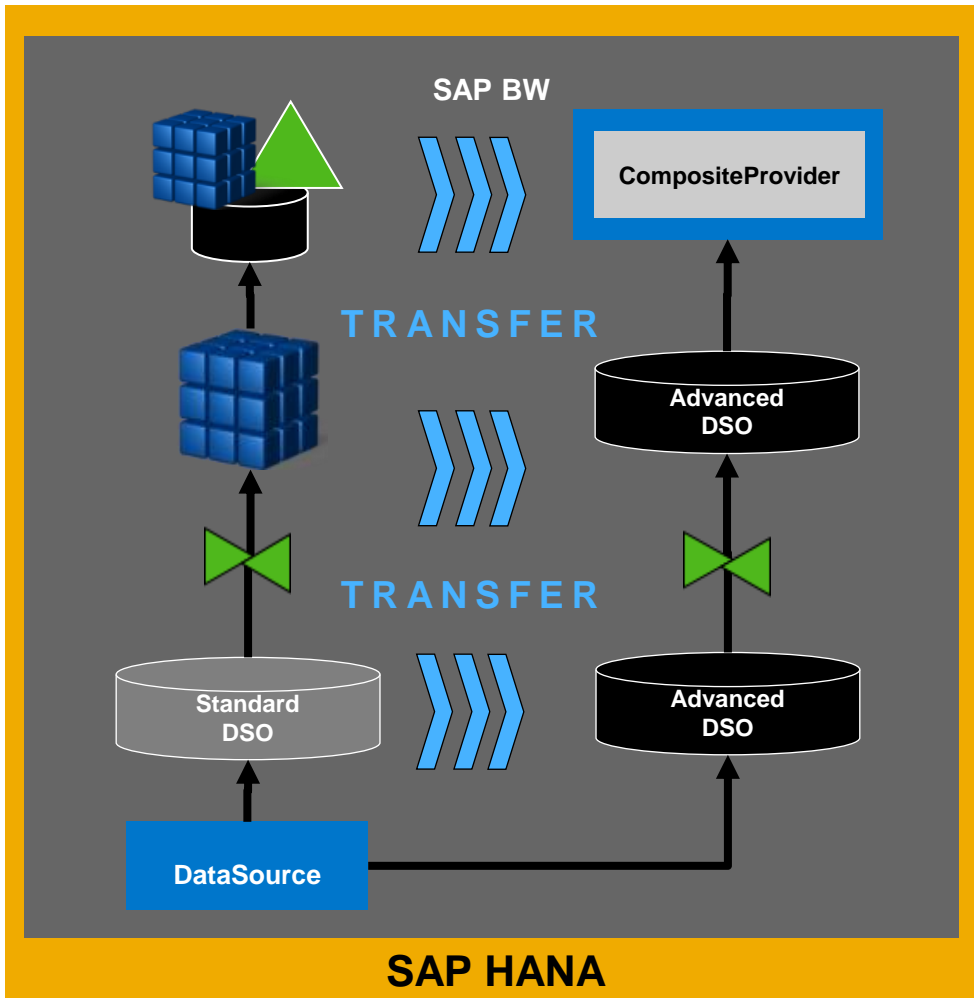 SAP BW
CompositeProvider
TRANSFER
Advanced
DSO
TRANSFER
Standard
DSO
Advanced
DSO
DataSource
SAP HANA